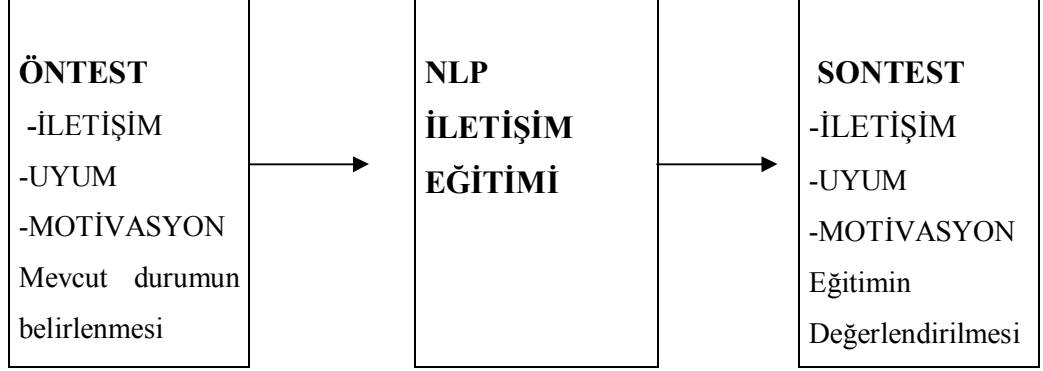 ÖNTEST
-İLETİŞİM
-UYUM
-MOTİVASYON
Mevcut durumun
belirlenmesi
NLP
İLETİŞİM
EĞİTİMİ
SONTEST
-İLETİŞİM
-UYUM
-MOTİVASYON
Eğitimin
Değerlendirilmesi